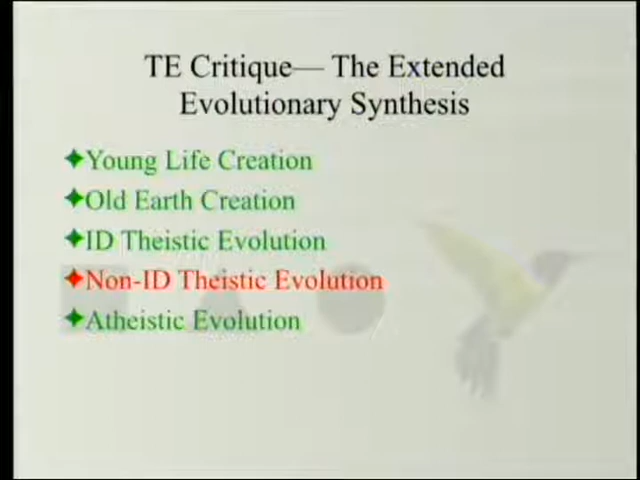 TE Critique— The Extended
Evolutionary Synthesis
Young Life Creation
Old Earth Creation
ID Theistic Evolution
Non-ID Theistic Evolution
Atheistic Evolution